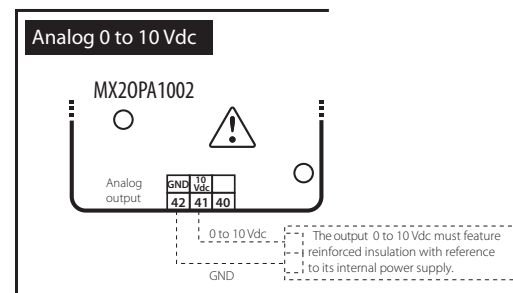 Analog 0 to 10 Vdc
MX20PA1002
Analog
output
GND 10 Vdc
42 41 40
0 to 10 Vdc
GND
The output 0 to 10 Vdc must feature
reinforced insulation with reference
to its internal power supply.